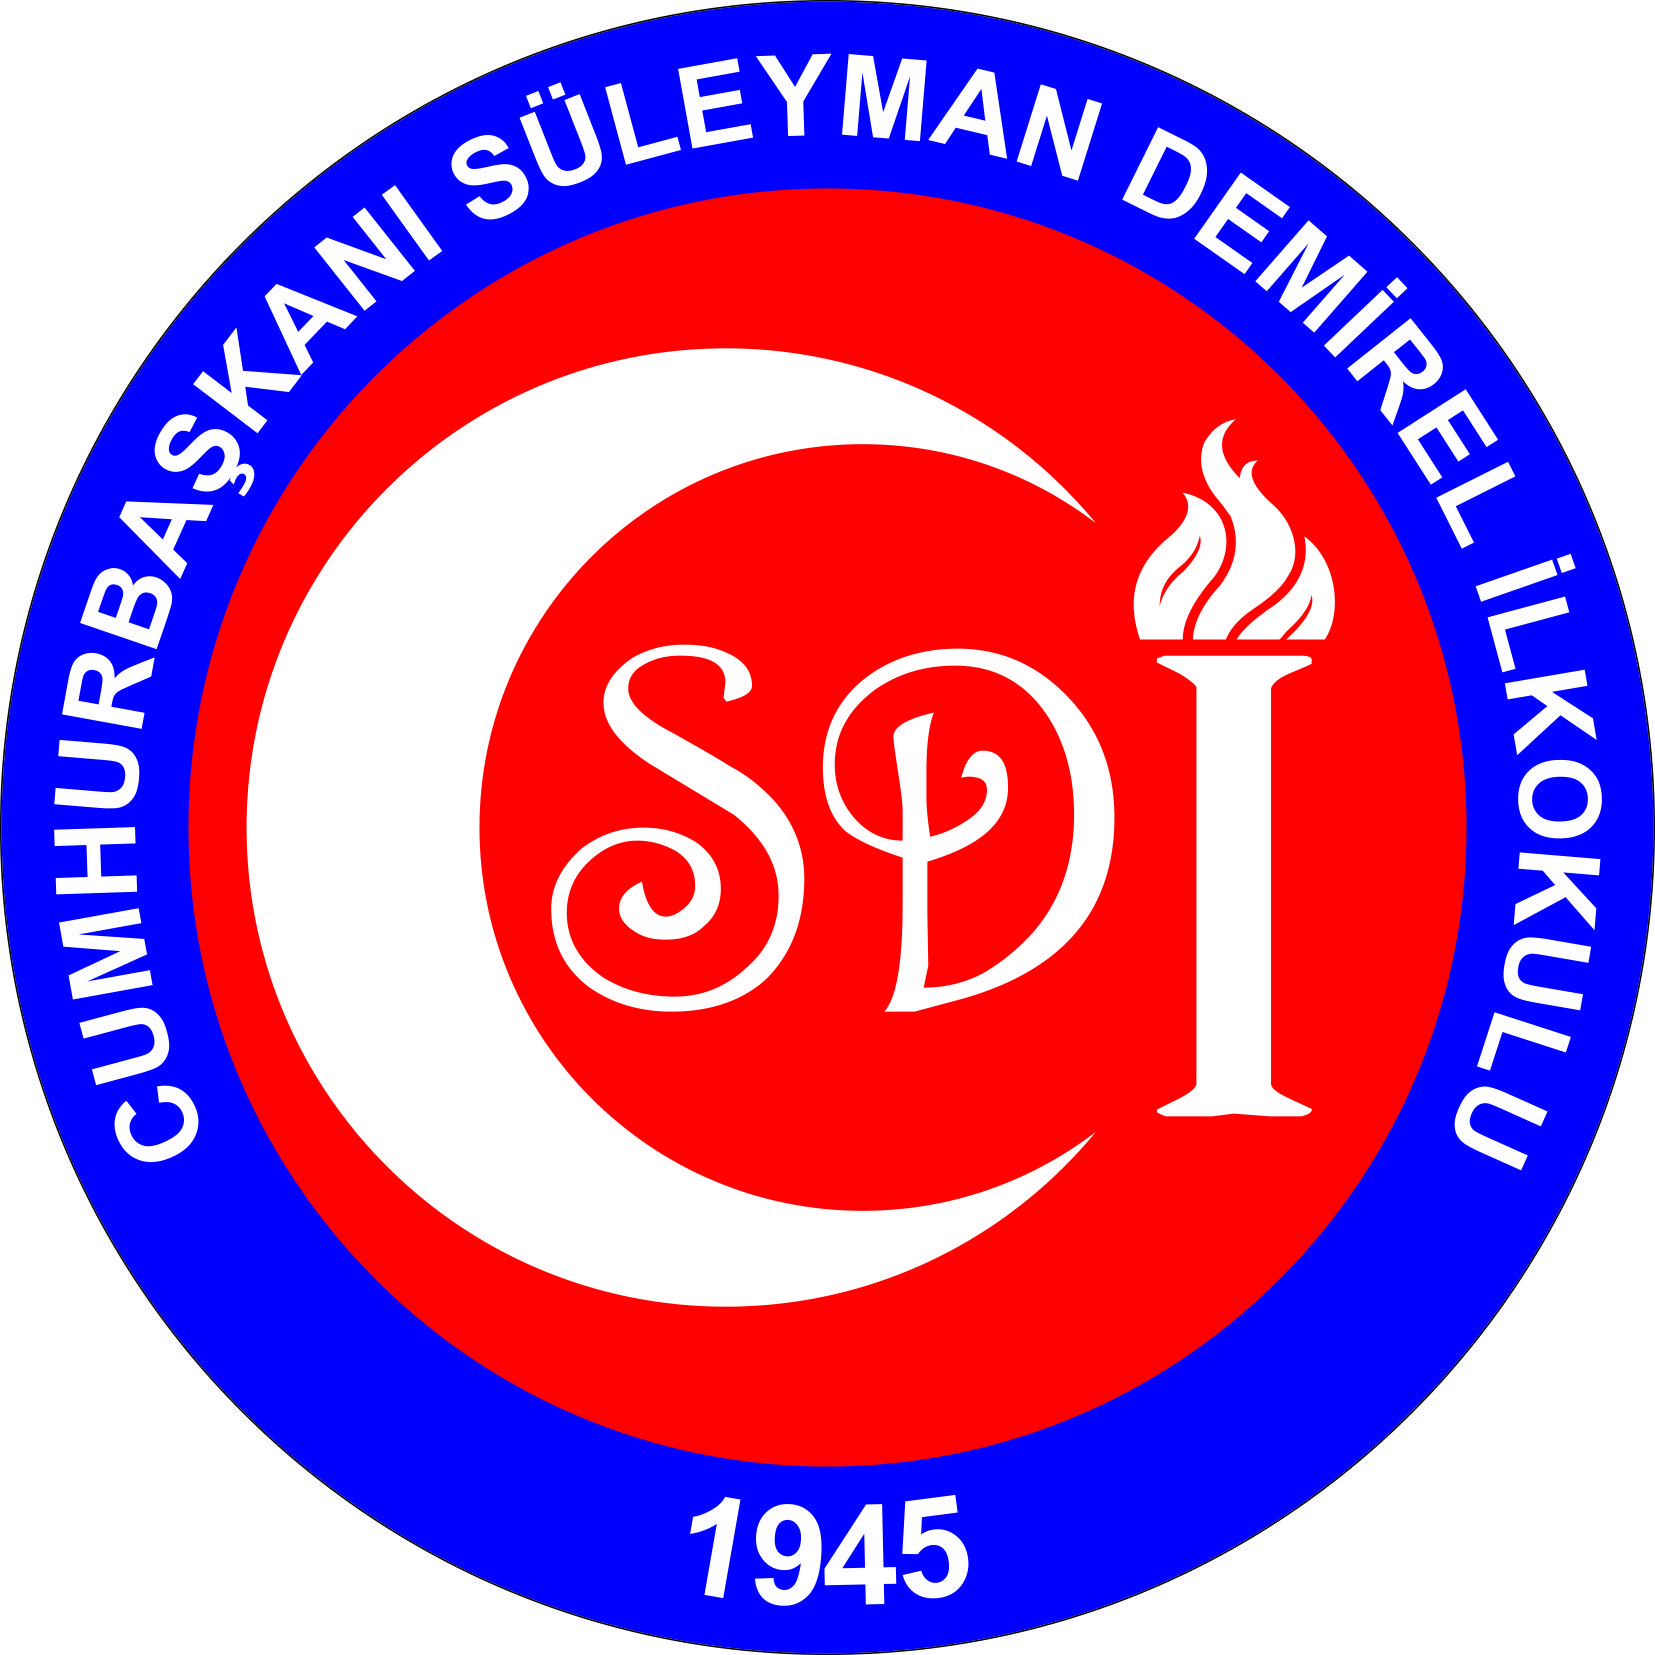 CUMHURBAŞKANI SÜLEYMAN DEMİREL İLKOKULU
SDİ
1945